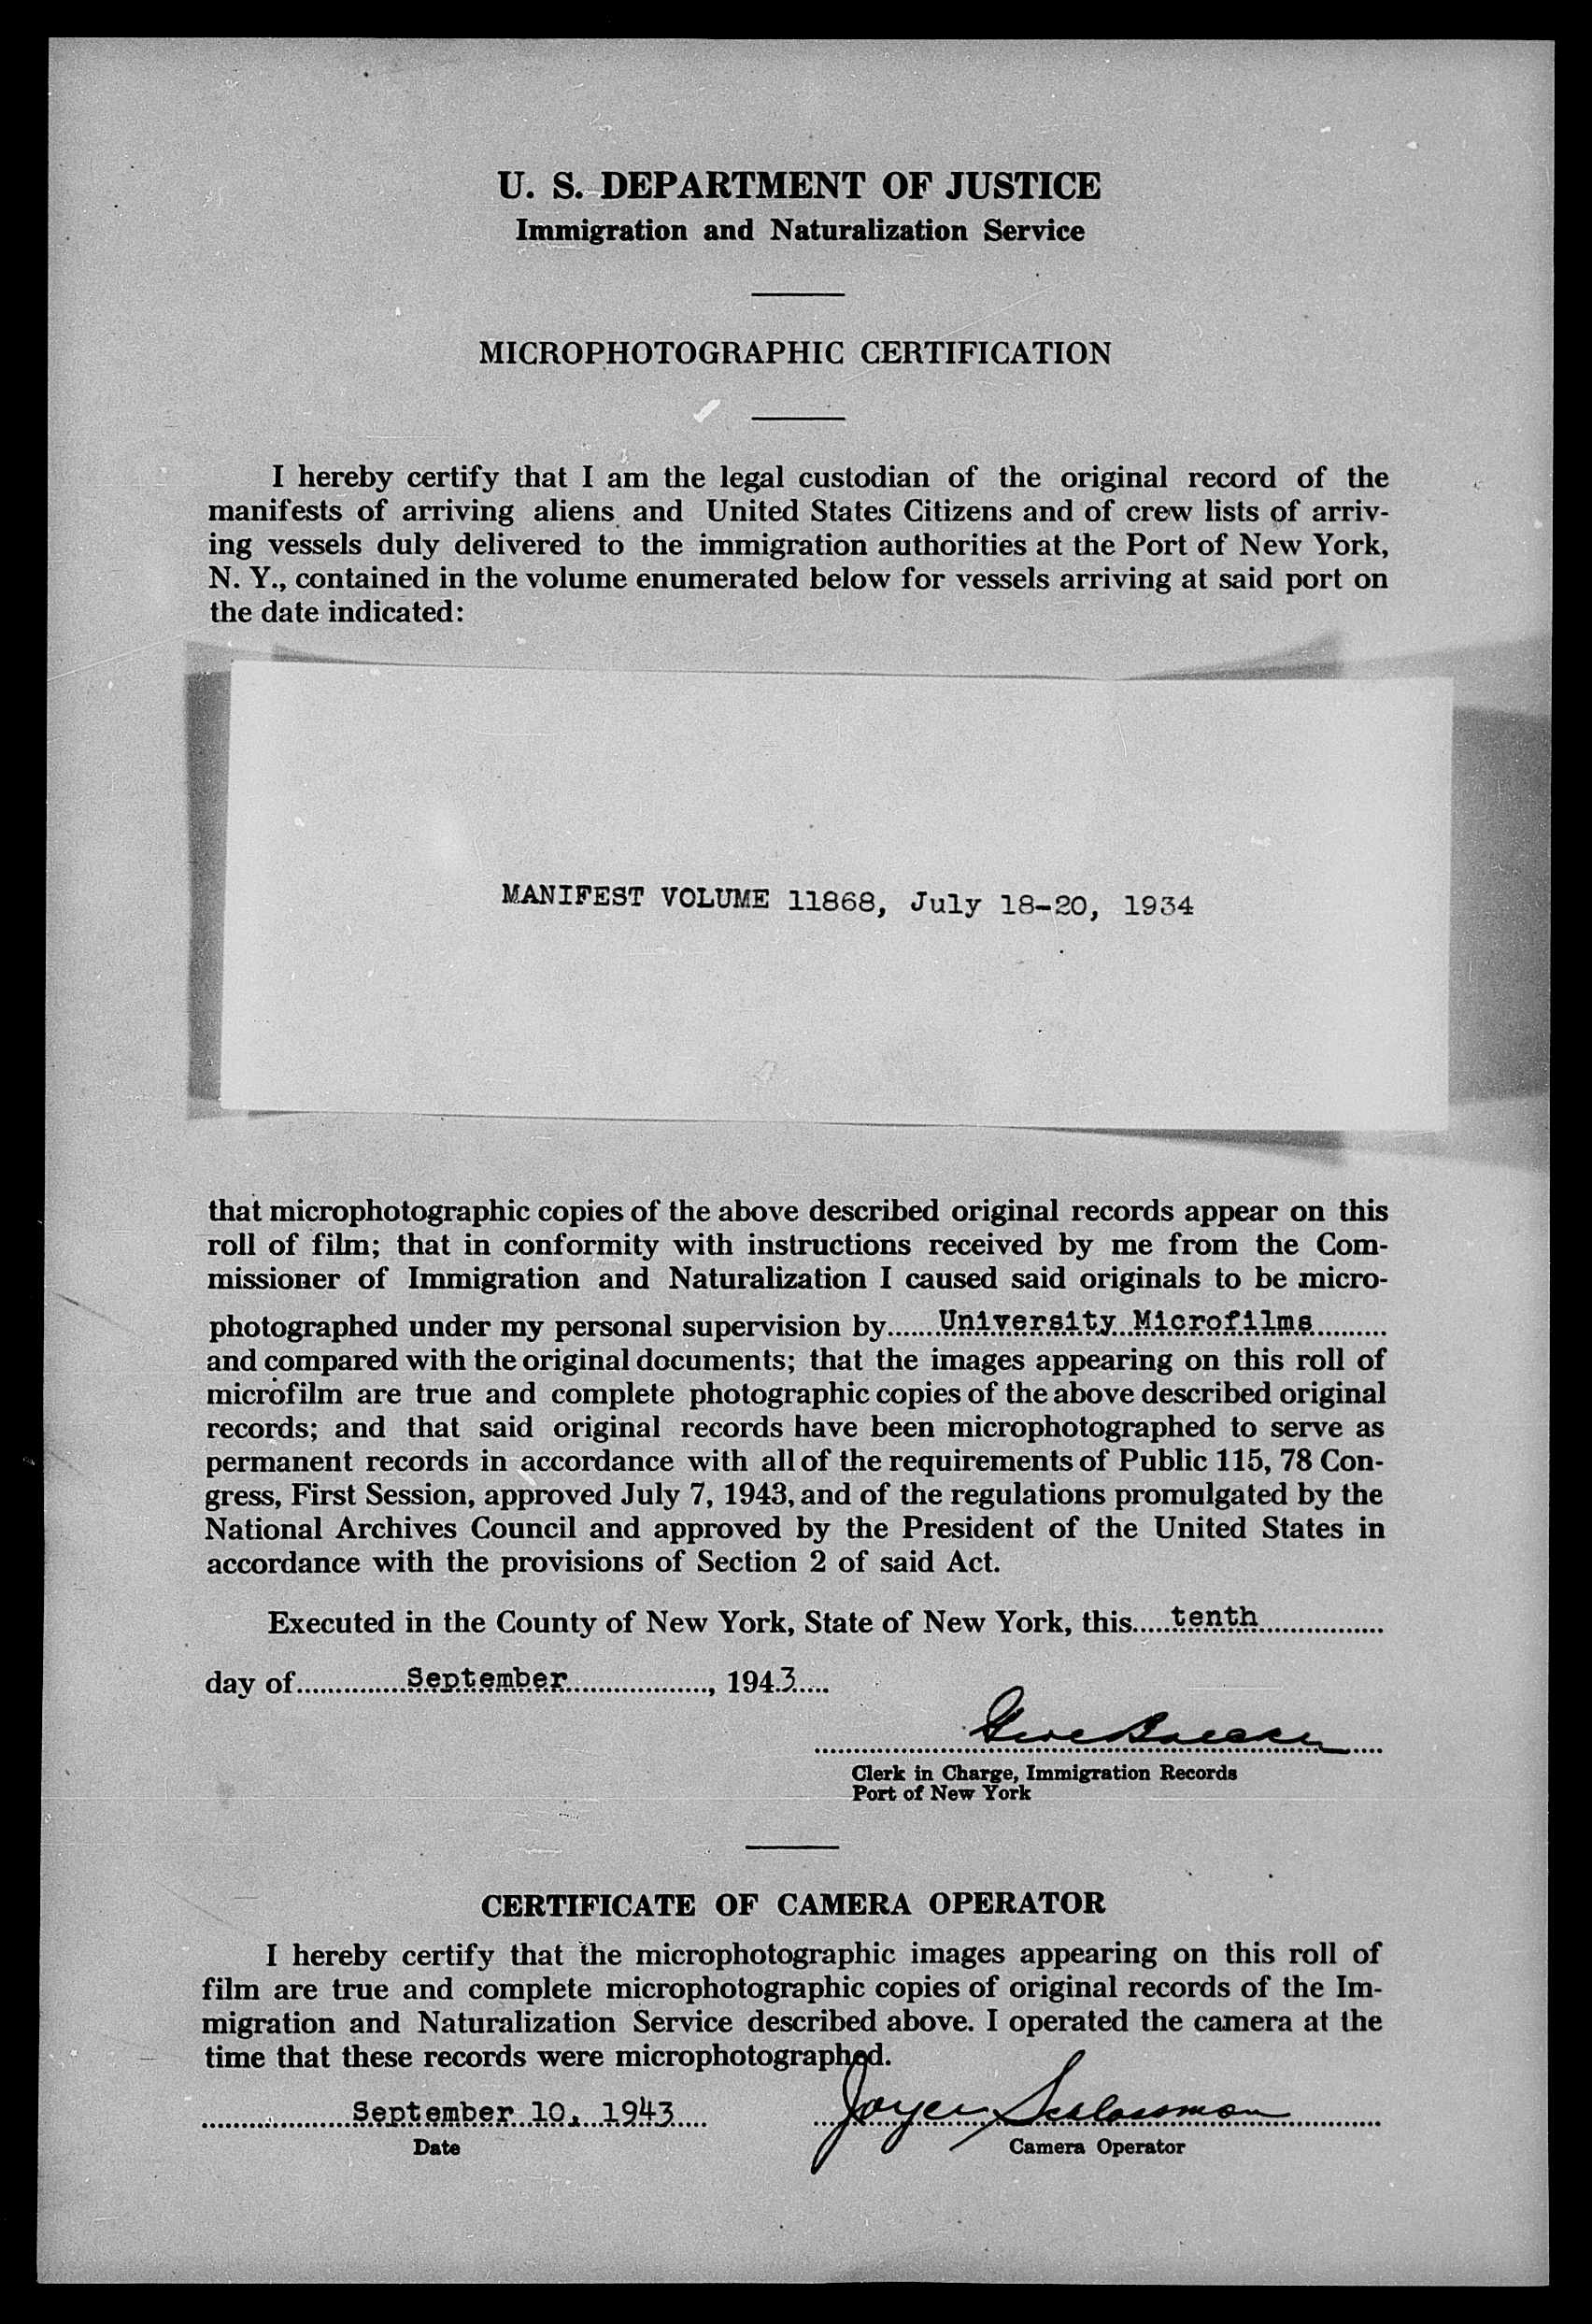 U. S. DEPARTMENT OF JUSTICE
Immigration and Naturalization Service
MICROPHOTOGRAPHIC CERTIFICATION
I hereby certify that I am the legal custodian of the original record of the
manifests of arriving aliens and United States Citizens and of crew lists of arriv-
ing vessels duly delivered to the immigration authorities at the Port of New York,
N. Y., contained in the volume enumerated below for vessels arriving at said port on
the date indicated:
MANIFEST VOLUME 11868, July 18-20, 1934
that microphotographic copies of the above described original records appear on this
roll of film; that in conformity with instructions received by me from the Com-
missioner of Immigration and Naturalization I caused said originals to be micro-
photographed under my personal supervision by......University Microfilms..........
and compared with the original documents; that the images appearing on this roll of
microfilm are true and complete photographic copies of the above described original
records; and that said original records have been microphotographed to serve as
permanent records in accordance with all of the requirements of Public 115, 78 Con-
gress, First Session, approved July 7, 1943, and of the regulations promulgated by the
National Archives Council and approved by the President of the United States in
accordance with the provisions of Section 2 of said Act.
Executed in the County of New York, State of New York, this.....tenth................
day of..............September.................., 1943.....
Clerk in Charge, Immigration Records
Port of New York
CERTIFICATE OF CAMERA OPERATOR
I hereby certify that the microphotographic images appearing on this roll of
film are true and complete microphotographic copies of original records of the Im-
migration and Naturalization Service described above. I operated the camera at the
time that these records were microphotographed.
September 10, 1943 Joyce Schlossman
Date Camera Operator